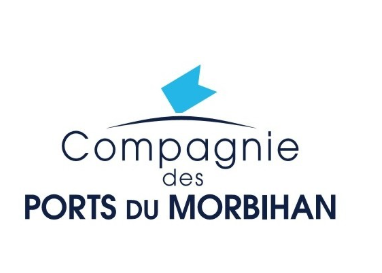 Compagnie
des
PORTS DU MORBIHAN